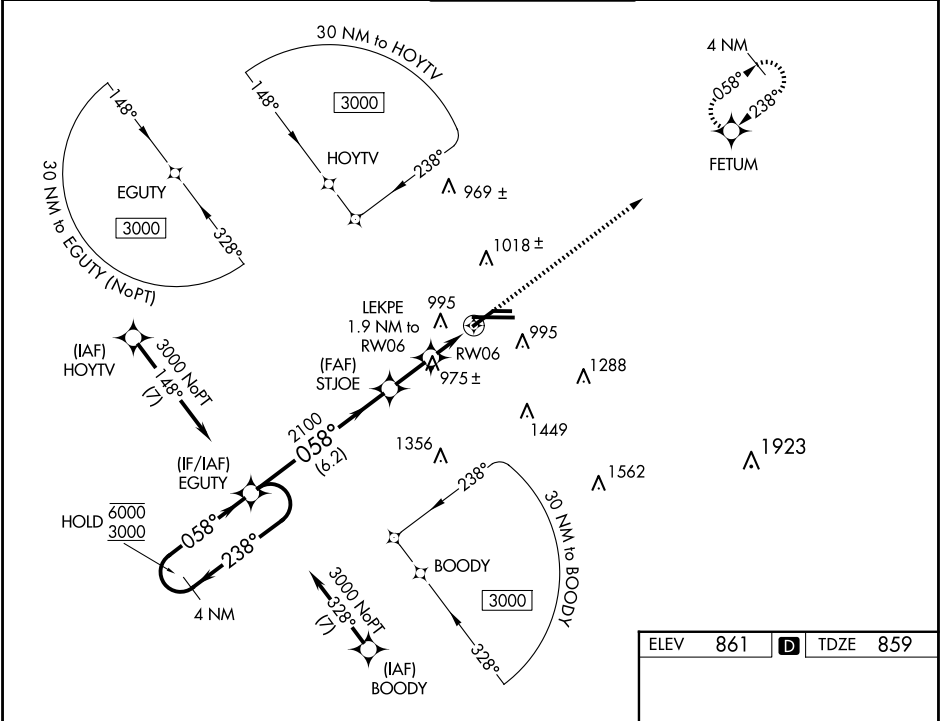 30 NM to HOYTV
148°
3000
HOYTV
238°
4 NM
058°
238°
FETUM
148°
EGUTY
3000
328°
30 NM to EGUTY (NoPT)
969 ±
1018 ±
LEKPE
1.9 NM to
RW06
995
RW06
995
975 ±
1288
(FAF)
STJOE
1449
1356
1562
1923
(IAF)
HOYTV
3000 NoPT
148°
(7)
2100
058°
(6.2)
(IF/IAF)
EGUTY
HOLD
6000
3000
058°
238°
4 NM
238°
BOODY
3000
328°
30 NM to BOODY
3000 NoPT
328°
(7)
(IAF)
BOODY
ELEV 861 D TDZE 859